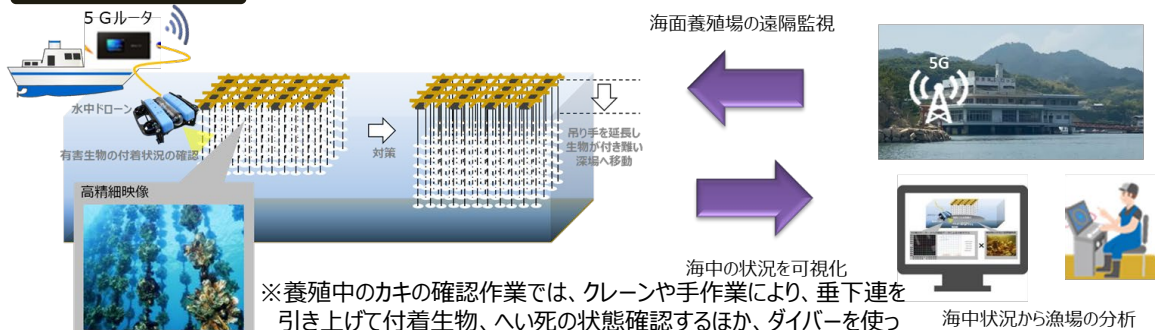 5Gルータ
海面養殖場の遠隔監視
5G
水中ドローン
有害生物の付着状況の確認
対策
吊り手を延長し
生物が付き難い
深場へ移動
高精細映像
海中の状況を可視化
※養殖中のカキの確認作業では、クレーンや手作業により、垂下連を
引き上げて付着生物、へい死の状態確認するほか、ダイバーを使っ
海中状況から漁場の分析